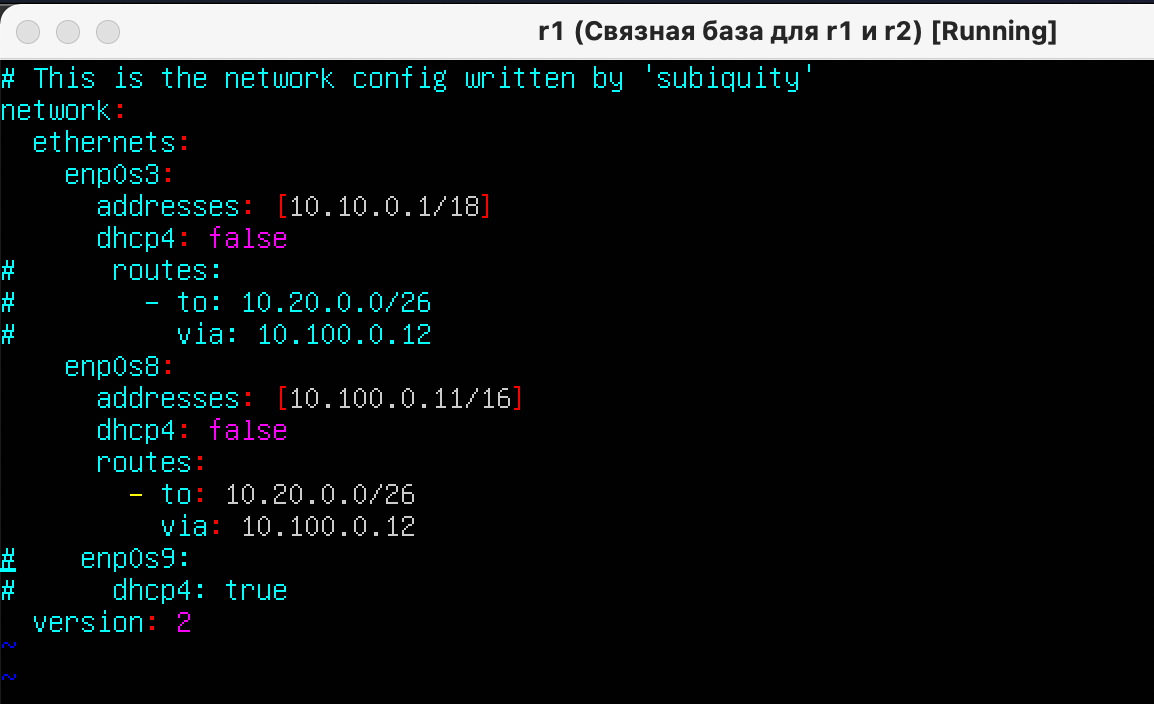 r1 (Связная база для r1 и r2) [Running]
# This is the network config written by 'subiquity'
network:
  ethernets:
    enp0s3:
      addresses: [10.10.0.1/18]
      dhcp4: false
#      routes:
#        - to: 10.20.0.0/26
#          via: 10.100.0.12
    enp0s8:
      addresses: [10.100.0.11/16]
      dhcp4: false
      routes:
        - to: 10.20.0.0/26
          via: 10.100.0.12
#    enp0s9:
#      dhcp4: true
  version: 2
~
~